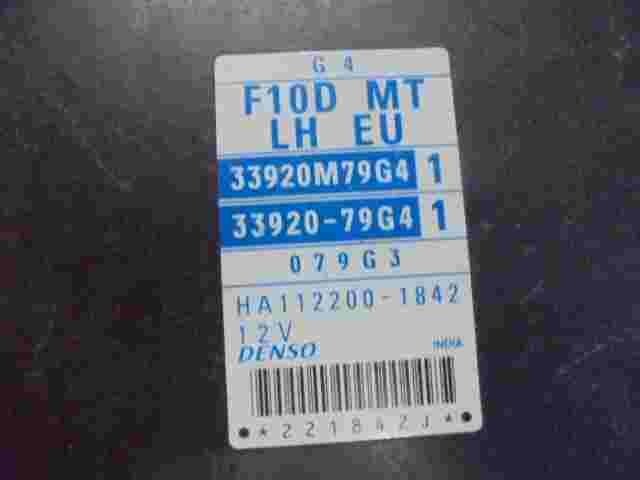 G 4
F10D MT
LH EU
33920M79G4 1
33920-79G4 1
079G3
HA112200-1842
12V
DENSO INDIA
*221842J*